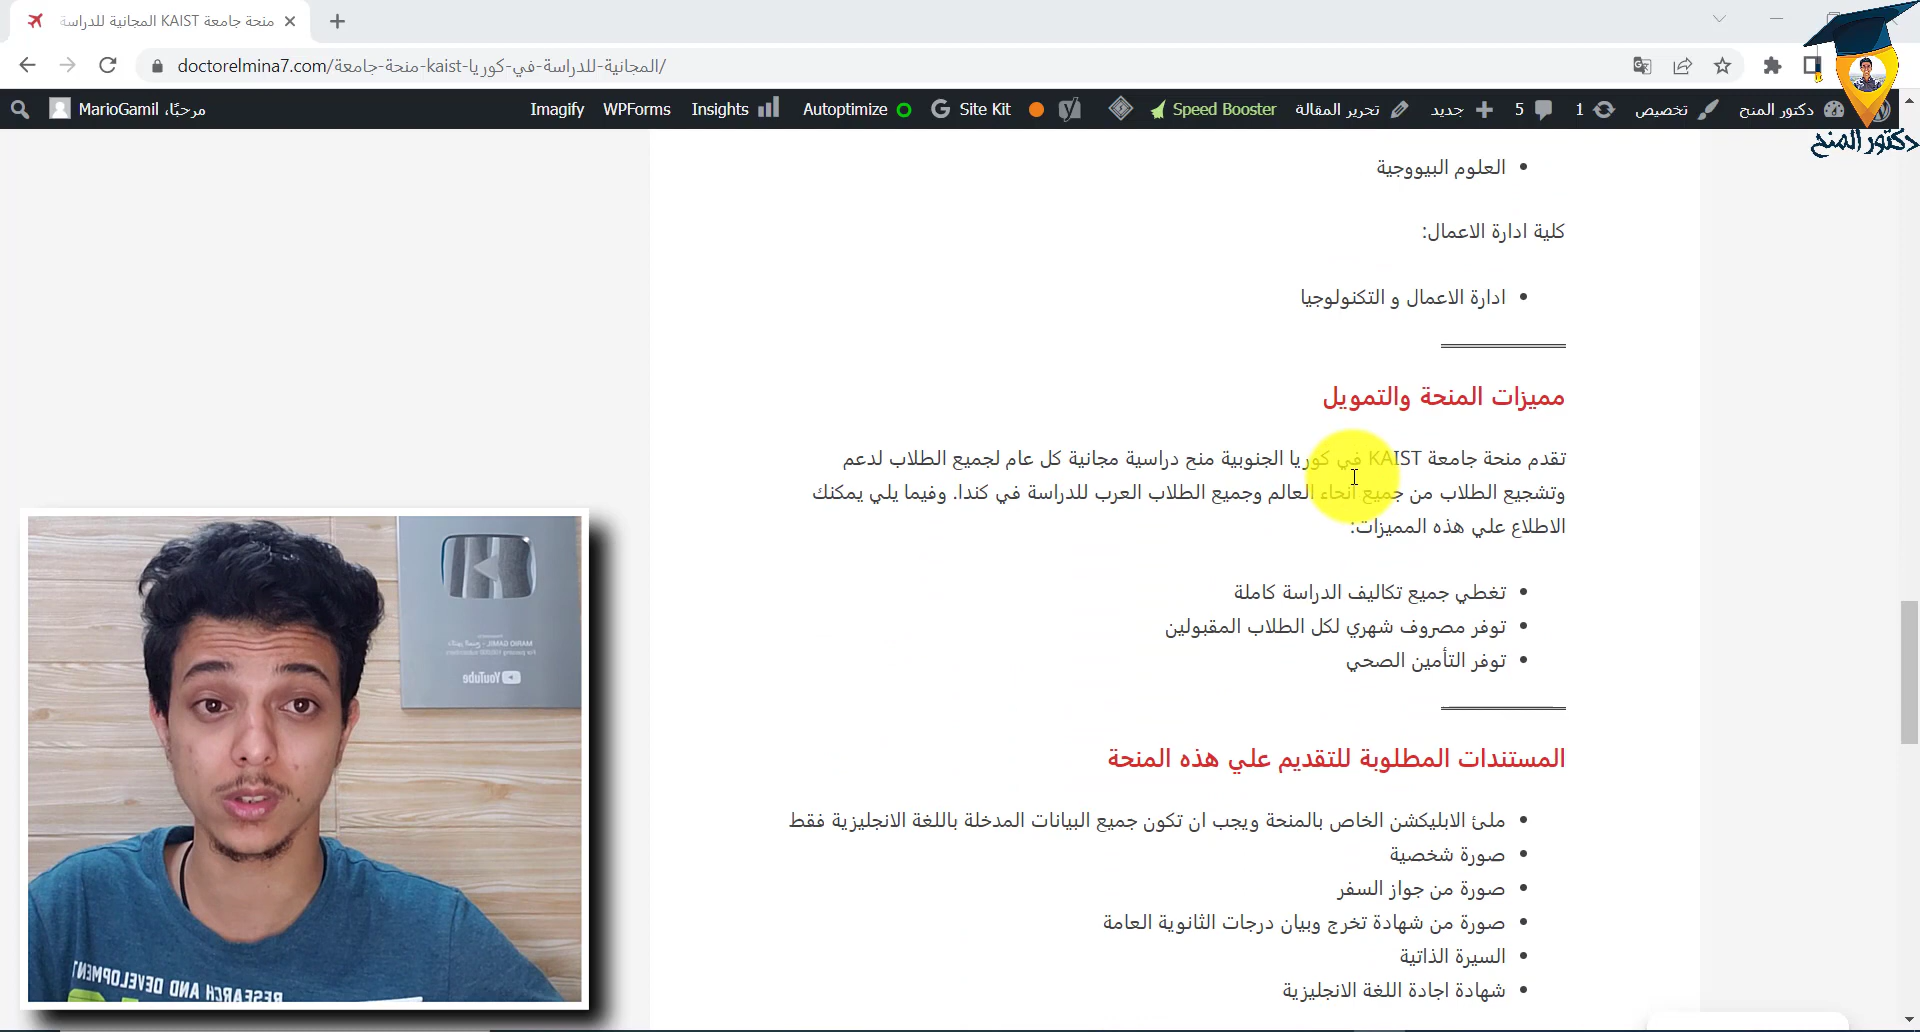 منحة جامعة KAIST المجانية للدراسة
doctorelmina7.com/منحة-جامعة-kaist-المجانية-للدراسة-في-كوريا/
دكتور المنح
تخصيص
1
5
جديد
تحرير المقالة
Speed Booster
Site Kit
Autoptimize
Insights
WPForms
Imagify
مرحبًا، MarioGamil
دكتور المنح
العلوم البيووجية
كلية ادارة الاعمال:
ادارة الاعمال و التكنولوجيا
مميزات المنحة والتمويل
تقدم منحة جامعة KAIST في كوريا الجنوبية منح دراسية مجانية كل عام لجميع الطلاب لدعم
وتشجيع الطلاب من جميع أنحاء العالم وجميع الطلاب العرب للدراسة في كندا. وفيما يلي يمكنك
الاطلاع علي هذه المميزات:
تغطي جميع تكاليف الدراسة كاملة
توفر مصروف شهري لكل الطلاب المقبولين
توفر التأمين الصحي
المستندات المطلوبة للتقديم علي هذه المنحة
ملئ الابليكشن الخاص بالمنحة ويجب ان تكون جميع البيانات المدخلة باللغة الانجليزية فقط
صورة شخصية
صورة من جواز السفر
صورة من شهادة تخرج وبيان درجات الثانوية العامة
السيرة الذاتية
شهادة اجادة اللغة الانجليزية
MARIO GAMIL
YouTube
RESEARCH AND DEVELOPMENT